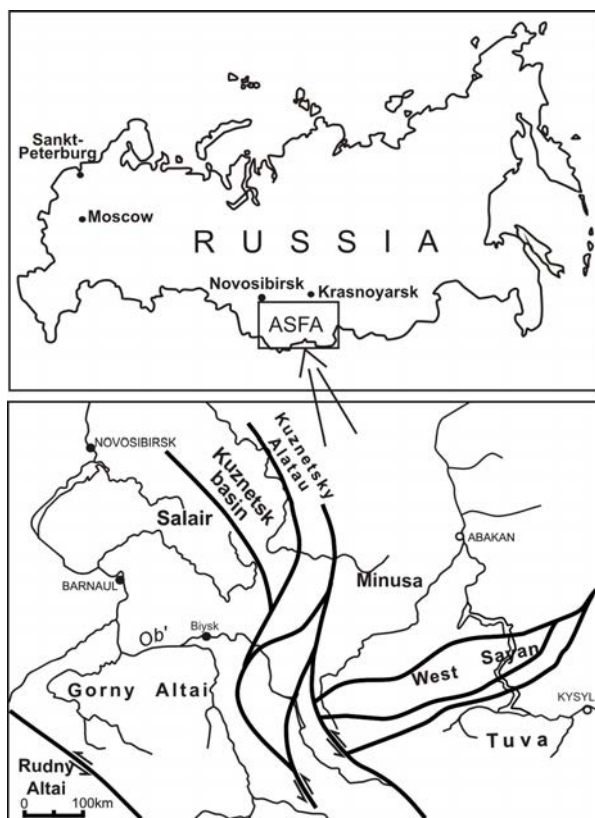 Sankt-
Peterburg
Moscow
RUSSIA
Novosibirsk
Krasnoyarsk
ASFA
NOVOSIBIRSK
Kuznetsk
basin
Kuznetsky
Alatau
Salair
ABAKAN
BARNAUL
Minusa
Biysk
Ob'
West Sayan
Gorny Altai
KYSYL
Tuva
Rudny
Altai
0 100km